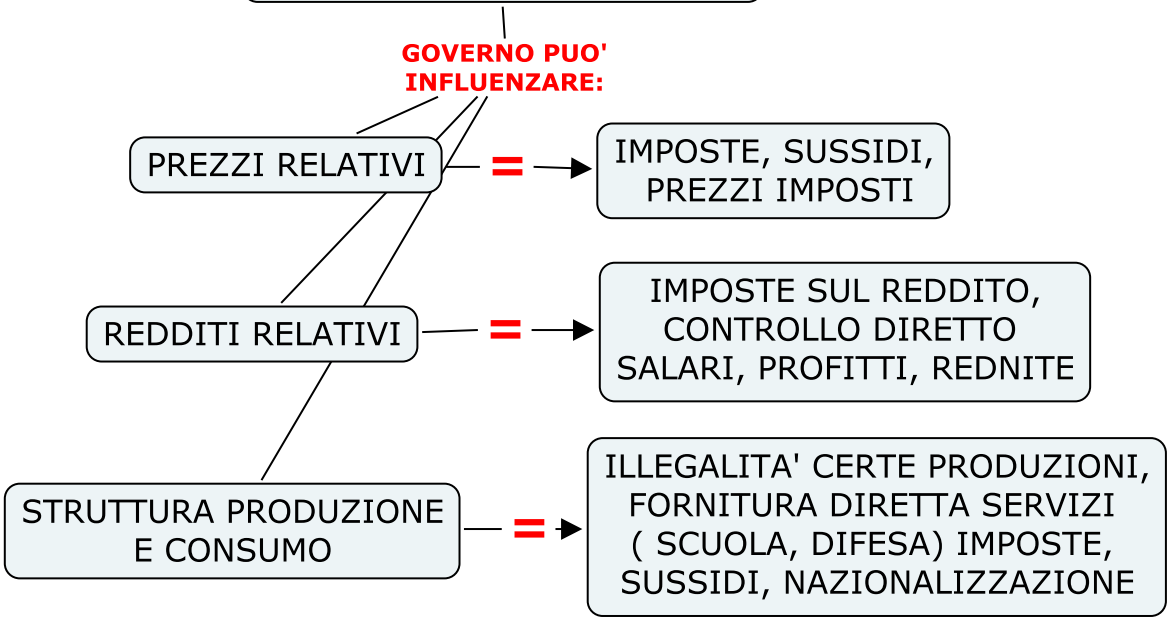 GOVERNO PUO'
INFLUENZARE:
PREZZI RELATIVI
=
IMPOSTE, SUSSIDI,
PREZZI IMPOSTI
REDDITI RELATIVI
=
IMPOSTE SUL REDDITO,
CONTROLLO DIRETTO
SALARI, PROFITTI, REDNITE
STRUTTURA PRODUZIONE
E CONSUMO
=
ILLEGALITA' CERTE PRODUZIONI,
FORNITURA DIRETTA SERVIZI
( SCUOLA, DIFESA) IMPOSTE,
SUSSIDI, NAZIONALIZZAZIONE